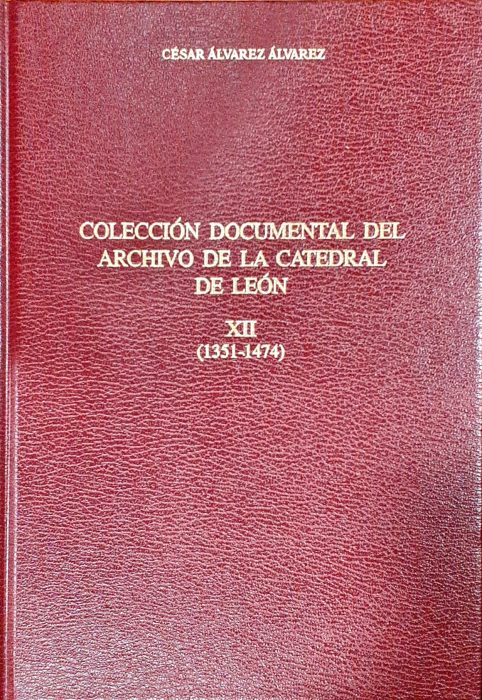 CÉSAR ÁLVAREZ ÁLVAREZ
COLECCIÓN DOCUMENTAL DEL
ARCHIVO DE LA CATEDRAL
DE LEÓN
XII
(1351-1474)